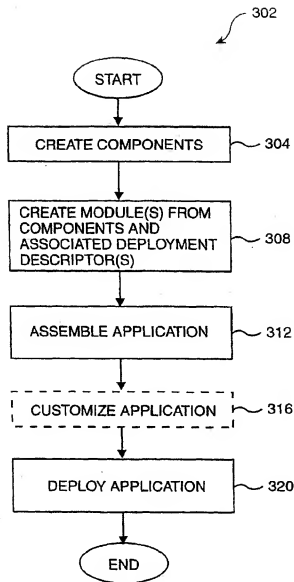 302
START
CREATE COMPONENTS
304
CREATE MODULE(S) FROM
COMPONENTS AND
ASSOCIATED DEPLOYMENT
DESCRIPTOR(S)
308
ASSEMBLE APPLICATION
312
CUSTOMIZE APPLICATION
316
DEPLOY APPLICATION
320
END